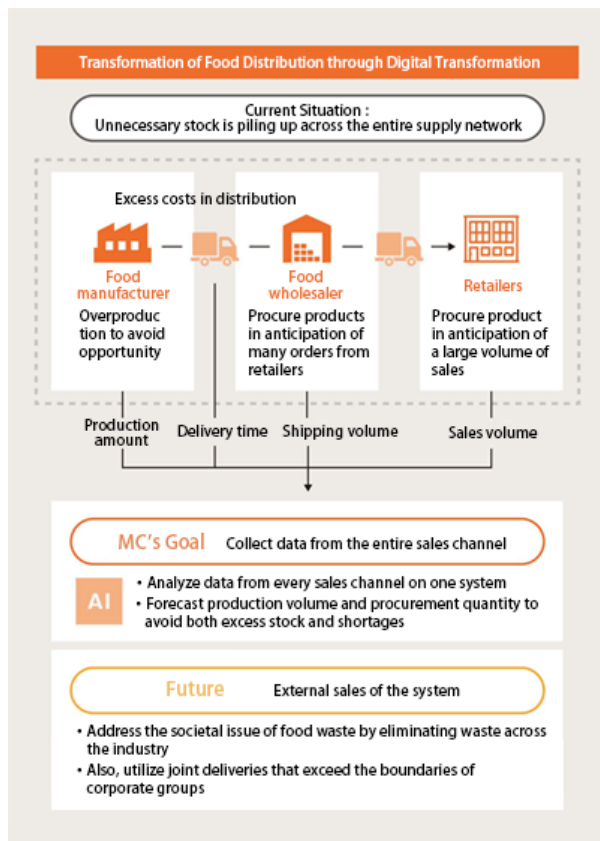 Transformation of Food Distribution through Digital Transformation
Current Situation :
Unnecessary stock is piling up across the entire supply network
Excess costs in distribution
Food
manufacturer
Overproduc
tion to avoid
opportunity
Food
wholesaler
Procure products
in anticipation of
many orders from
retailers
Retailers
Procure product
in anticipation of
a large volume of
sales
Production
amount
Delivery time
Shipping volume
Sales volume
MC's Goal Collect data from the entire sales channel
AI
• Analyze data from every sales channel on one system
• Forecast production volume and procurement quantity to
avoid both excess stock and shortages
Future External sales of the system
• Address the societal issue of food waste by eliminating waste across
the industry
• Also, utilize joint deliveries that exceed the boundaries of
corporate groups